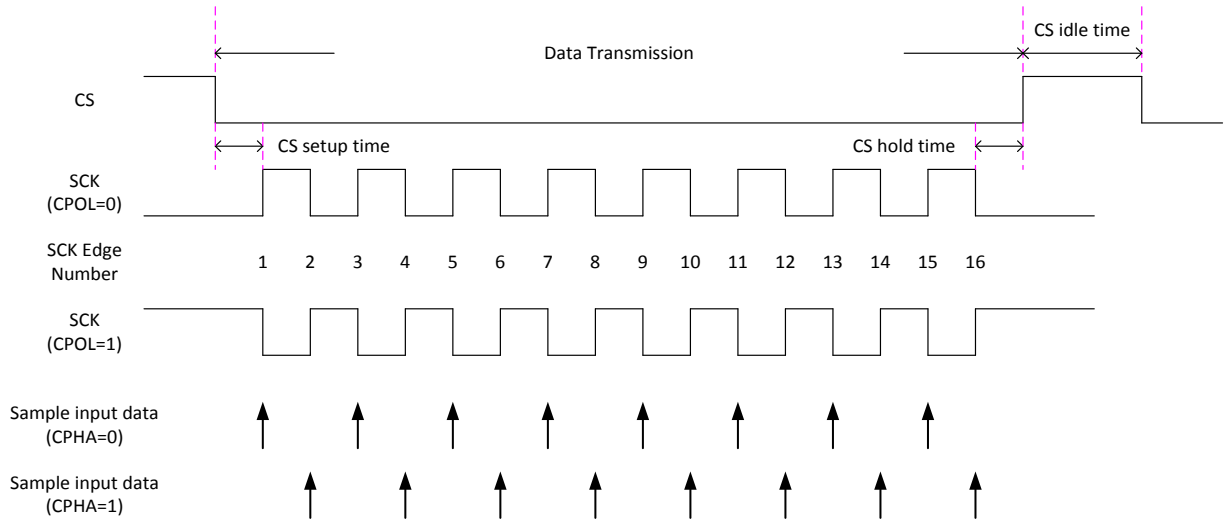 CS idle time
Data Transmission
CS
CS setup time
CS hold time
SCK
(CPOL=0)
SCK Edge
Number
1 2 3 4 5 6 7 8 9 10 11 12 13 14 15 16
SCK
(CPOL=1)
Sample input data
(CPHA=0)
Sample input data
(CPHA=1)